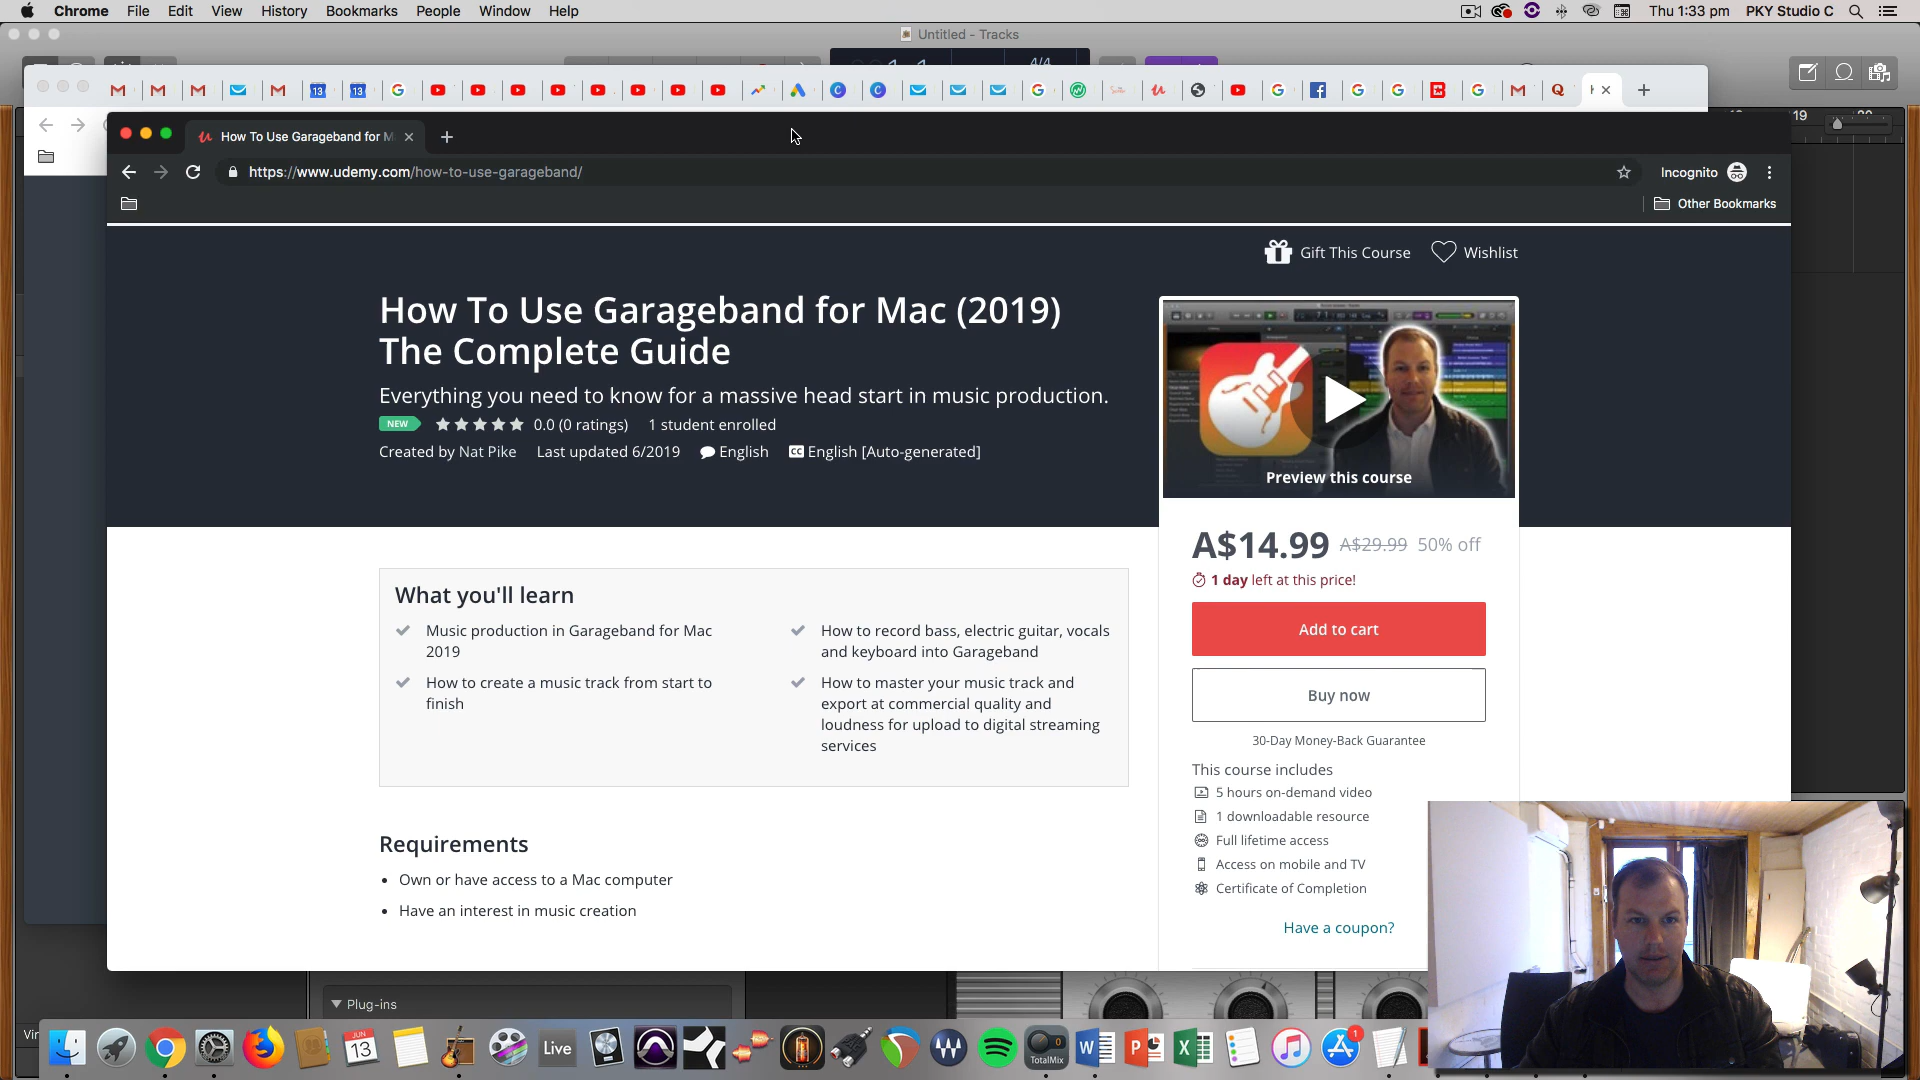 Chrome File Edit View History Bookmarks People Window Help
Thu 1:33 pm PKY Studio C
Untitled - Tracks
4/4
19
How To Use Garageband for M
https://www.udemy.com/how-to-use-garageband/
Incognito
Other Bookmarks
Gift This Course
Wishlist
How To Use Garageband for Mac (2019)
The Complete Guide
Everything you need to know for a massive head start in music production.
NEW 0.0 (0 ratings) 1 student enrolled
Created by Nat Pike Last updated 6/2019 English CC English [Auto-generated]
Preview this course
A$14.99 A$29.99 50% off
1 day left at this price!
Add to cart
Buy now
30-Day Money-Back Guarantee
This course includes
5 hours on-demand video
1 downloadable resource
Full lifetime access
Access on mobile and TV
Certificate of Completion
Have a coupon?
What you'll learn
Music production in Garageband for Mac
2019
How to create a music track from start to
finish
How to record bass, electric guitar, vocals
and keyboard into Garageband
How to master your music track and
export at commercial quality and
loudness for upload to digital streaming
services
Requirements
Own or have access to a Mac computer
Have an interest in music creation
Plug-ins
JUN
13
Live
0
TotalMix
1